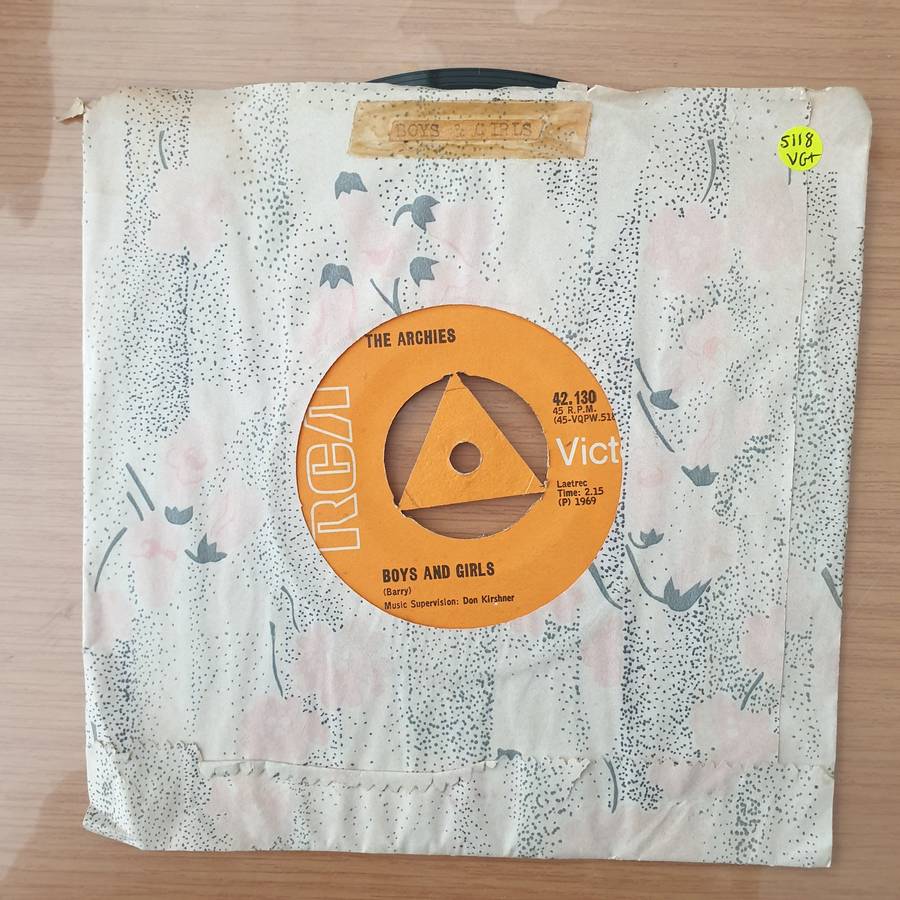 BOYS & GIRLS
5118
VG+
THE ARCHIES
RCA
42.130
45 R.P.M.
(45-VQPW.51
Vict
Laetrec
Time: 2.15
(P) 1969
BOYS AND GIRLS
(Barry)
Music Supervision: Don Kirshner